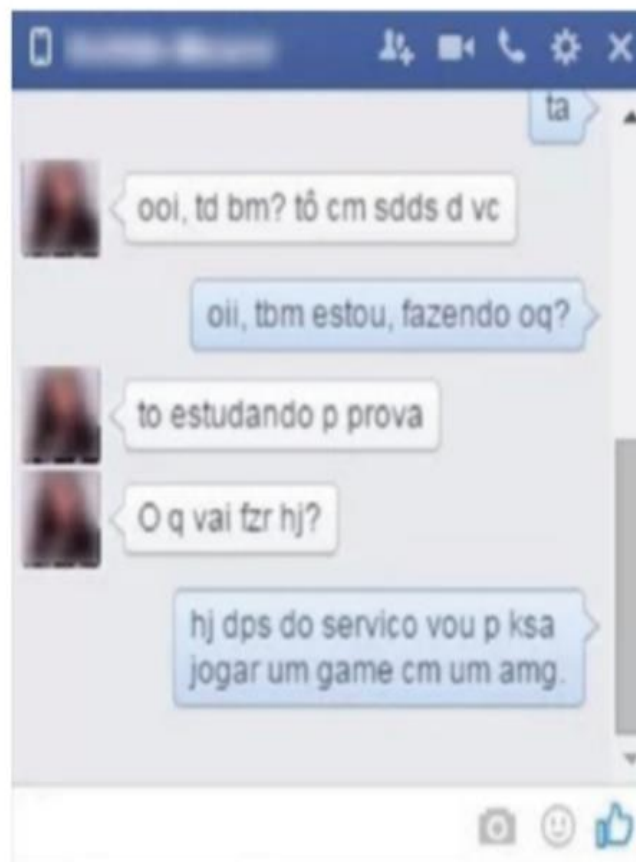 ta
ooi, td bm? tô cm sdds d vc
oii, tbm estou, fazendo oq?
to estudando p prova
O q vai fzr hj?
hj dps do servico vou p ksa
jogar um game cm um amg.